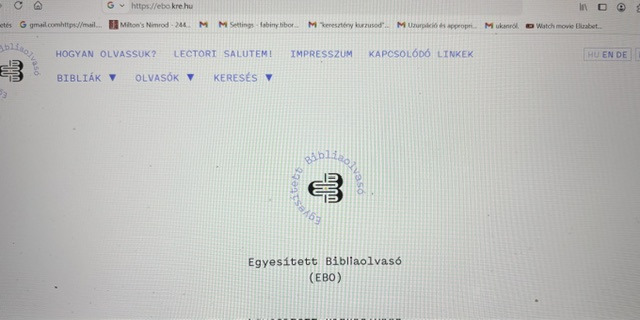 https://ebo.kre.hu
gmail.comhttps://mail...
Milton's Nimrod - 244...
Settings - fabiny.tibor...
"keresztény kurzusod"...
Uzurpáció és appropri...
ukanról
Watch movie Elizabet...
HOGYAN OLVASSUK?
LECTORI SALUTEM!
IMPRESSZUM
KAPCSOLÓDÓ LINKEK
HU EN DE
BIBLIÁK ▼
OLVASÓK ▼
KERESÉS ▼
Egyesített Bibliaolvasó
Egyesített Bibliaolvasó
(EBO)